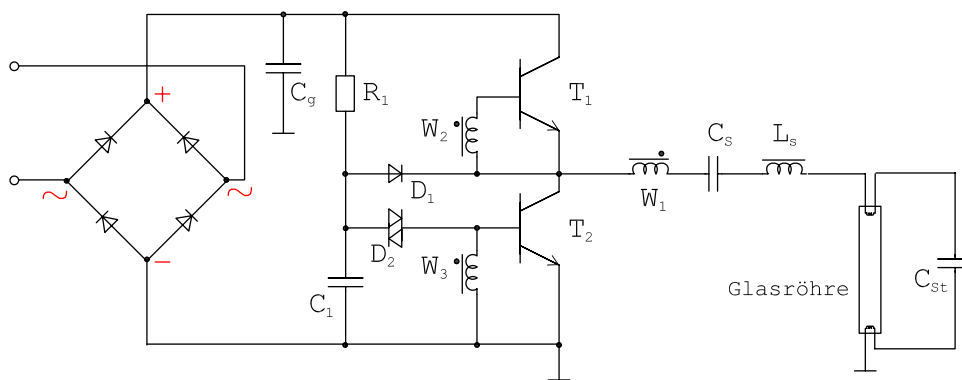 +
C_g
R_1
T_1
W_2
C_S
L_s
~
~
D_1
W_1
T_2
D_2
W_3
−
C_1
Glasröhre
C_St